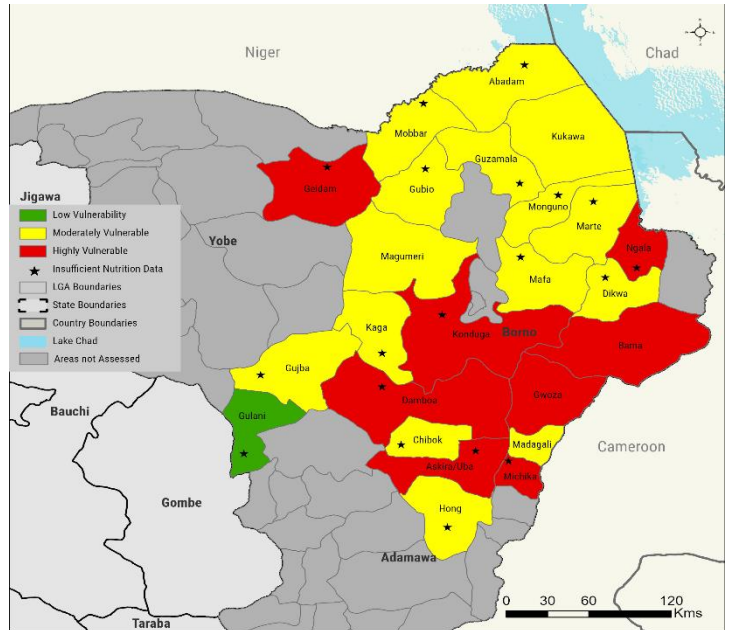 Niger
Chad
Abadam
Mobbar
Kukawa
Guzamala
Geidam
Gubio
Jigawa
Monguno
Marte
Low Vulnerability
Moderately Vulnerable
Highly Vulnerable
Insufficient Nutrition Data
LGA Boundaries
State Boundaries
Country Boundaries
Lake Chad
Areas not Assessed
Yobe
Ngala
Magumeri
Mafa
Dikwa
Kaga
Konduga
Borno
Bama
Gujba
Damboa
Gwoza
Bauchi
Gulani
Chibok
Madagali
Cameroon
Askira/Uba
Michika
Gombe
Hong
Adamawa
Taraba
0 30 60 120
Kms